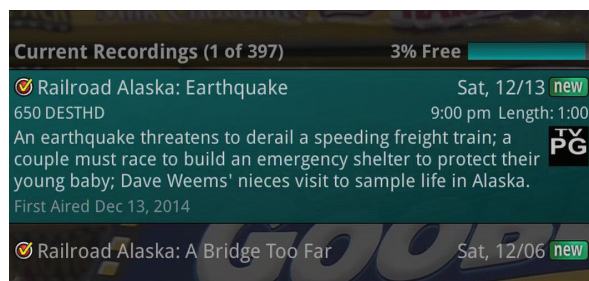 Current Recordings (1 of 397) 3% Free
Railroad Alaska: Earthquake Sat, 12/13 new
650 DESTHD 9:00 pm Length: 1:00
An earthquake threatens to derail a speeding freight train; a
couple must race to build an emergency shelter to protect their
young baby; Dave Weems' nieces visit to sample life in Alaska.
TV
PG
First Aired Dec 13, 2014
Railroad Alaska: A Bridge Too Far Sat, 12/06 new
GOOBE